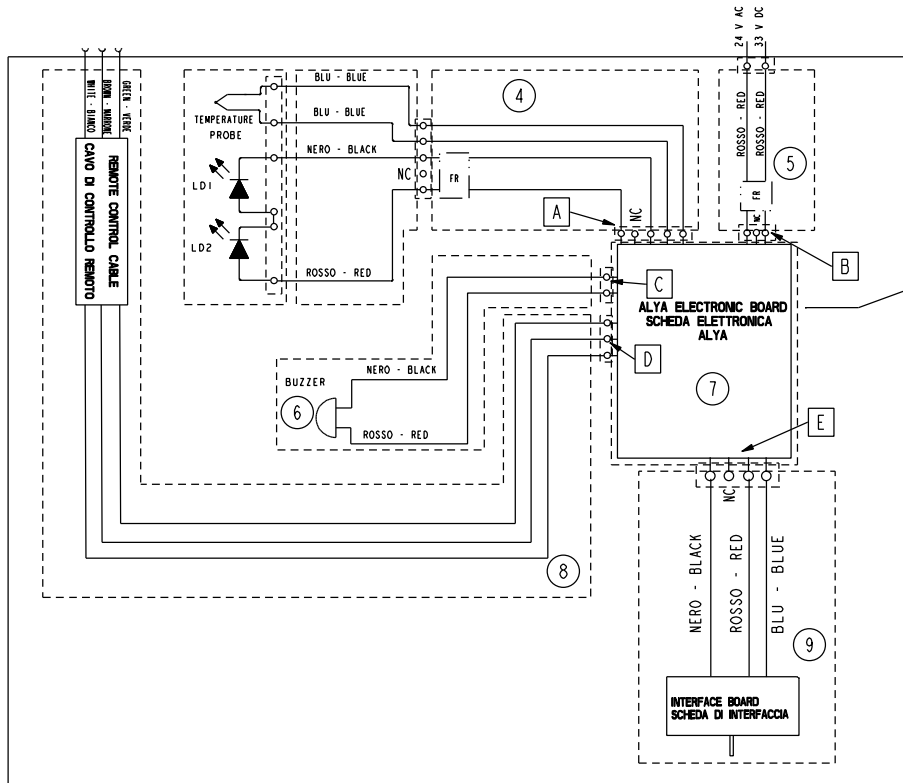 24 V AC
33 V DC
GREEN - VERDE
BROWN - MARRONE
WHITE - BIANCO
REMOTE CONTROL CABLE
CAVO DI CONTROLLO REMOTO
TEMPERATURE
PROBE
LD1
LD2
BLU - BLUE
BLU - BLUE
NERO - BLACK
ROSSO - RED
NC
FR
4
A
NC
ROSSO - RED
ROSSO - RED
5
FR
NC
B
C
ALYA ELECTRONIC BOARD
SCHEDA ELETTRONICA
ALYA
D
7
E
BUZZER
6
NERO - BLACK
ROSSO - RED
8
NC
NERO - BLACK
ROSSO - RED
BLU - BLUE
9
INTERFACE BOARD
SCHEDA DI INTERFACCIA